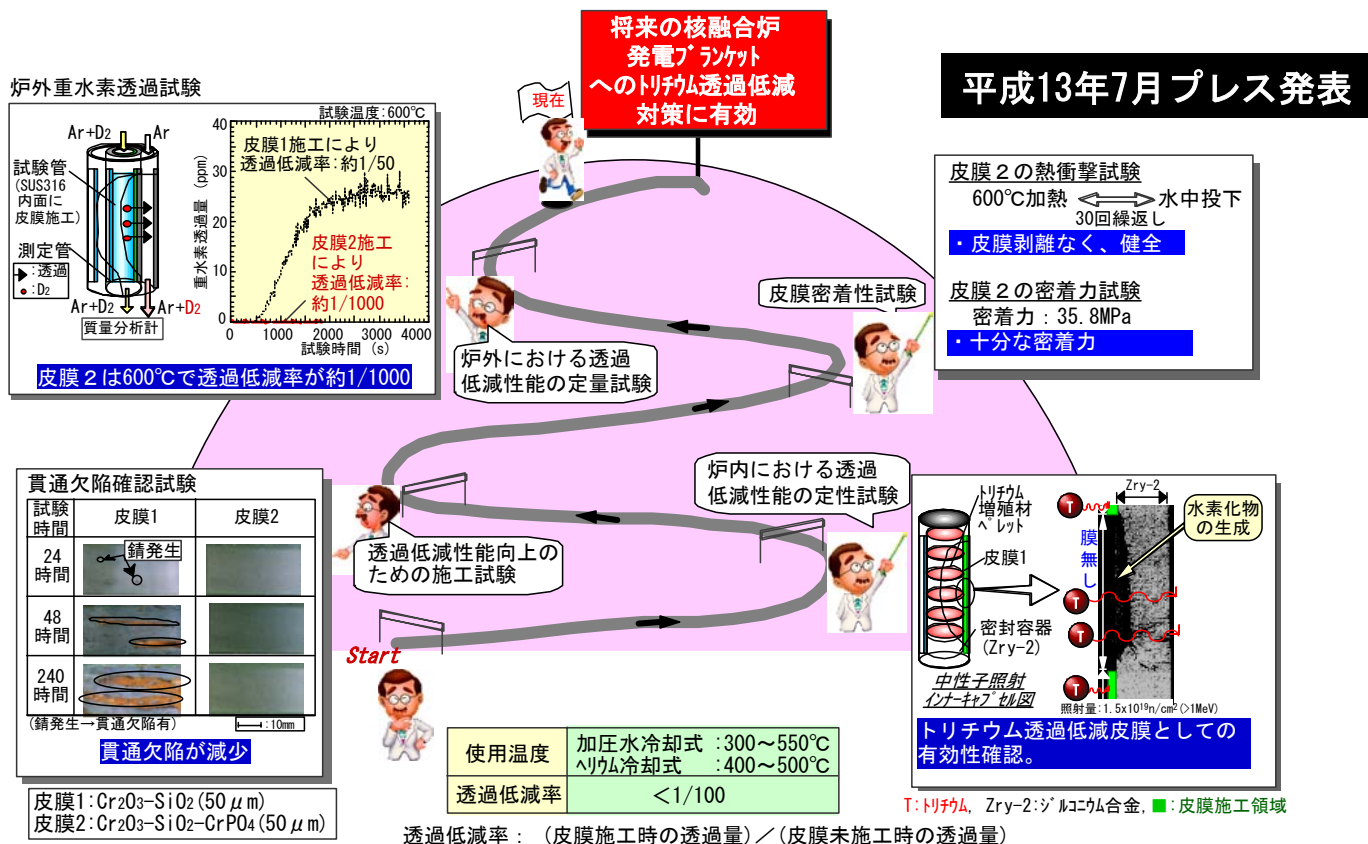 将来の核融合炉
発電ﾌﾞﾗﾝｹｯﾄ
へのﾄﾘﾁｳﾑ透過低減
対策に有効
平成13年7月プレス発表
現在
炉外重水素透過試験
試験温度:600℃
Ar+D2
Ar
試験管
(SUS316
内面に
皮膜施工)
測定管
:透過
:D2
Ar+D2
Ar+D2
質量分析計
重水素透過量 (ppm)
40
30
20
10
0
0
1000
2000
3000
4000
試験時間 (s)
皮膜1施工により
透過低減率:約1/50
皮膜2施工
により
透過低減率:
約1/1000
皮膜２は600℃で透過低減率が約1/1000
皮膜２の熱衝撃試験
600℃加熱
水中投下
30回繰返し
・皮膜剥離なく、健全
皮膜２の密着力試験
密着力：35.8MPa
・十分な密着力
皮膜密着性試験
炉外における透過
低減性能の定量試験
炉内における透過
低減性能の定性試験
透過低減性能向上の
ための施工試験
Start
貫通欠陥確認試験
試験
時間
皮膜1
皮膜2
24
時間
錆発生
48
時間
240
時間
(錆発生→貫通欠陥有)
:10mm
貫通欠陥が減少
皮膜1:Cr2O3-SiO2(50μm)
皮膜2:Cr2O3-SiO2-CrPO4(50μm)
使用温度
加圧水冷却式 :300～550℃
ﾍﾘｳﾑ冷却式 :400～500℃
透過低減率
<1/100
透過低減率： (皮膜施工時の透過量)／(皮膜未施工時の透過量)
ﾄﾘﾁｳﾑ
増殖材
ﾍﾟﾚｯﾄ
皮膜1
密封容器
(Zry-2)
中性子照射
ｲﾝﾅｰｷｬﾌﾟｾﾙ図
Zry-2
水素化物
の生成
膜無し
T
T
T
T
照射量:1.5x10¹⁹n/cm²(>1MeV)
トリチウム透過低減皮膜としての
有効性確認。
T:ﾄﾘﾁｳﾑ, Zry-2:ｼﾞﾙｺﾆｳﾑ合金, ■:皮膜施工領域